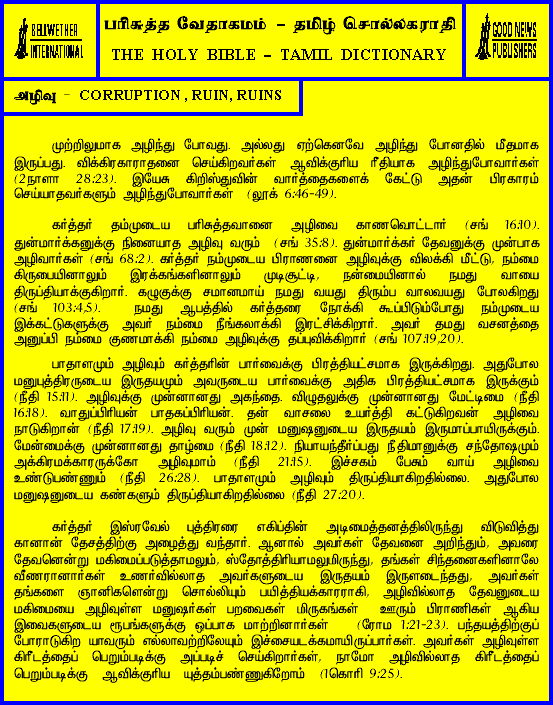 BELLWETHER
INTERNATIONAL
பரிசுத்த வேதாகமம் - தமிழ் சொல்லகராதி
THE HOLY BIBLE - TAMIL DICTIONARY
GOOD NEWS
PUBLISHERS
அழிவு - CORRUPTION, RUIN, RUINS
முற்றிலுமாக அழிந்து போவது. அல்லது ஏற்கெனவே அழிந்து போனதில் மீதமாக
இருப்பது. விக்கிரகாராதனை செய்கிறவர்கள் ஆவிக்குரிய ரீதியாக அழிந்துபோவார்கள்
(2நாளா 28:23). இயேசு கிறிஸ்துவின் வார்த்தைகளைக் கேட்டு அதன் பிரகாரம்
செய்யாதவர்களும் அழிந்துபோவார்கள் (லூக் 6:46-49).
கர்த்தர் தம்முடைய பரிசுத்தவானை அழிவை காணவொட்டார் (சங் 16:10).
துன்மார்க்கனுக்கு நினையாத அழிவு வரும் (சங் 35:8). துன்மார்க்கர் தேவனுக்கு முன்பாக
அழிவார்கள் (சங் 68:2). கர்த்தர் நம்முடைய பிராணனை அழிவுக்கு விலக்கி மீட்டு, நம்மை
கிருபையினாலும் இரக்கங்களினாலும் முடிசூட்டி, நன்மையினால் நமது வாயை
திருப்தியாக்குகிறார். கழுகுக்கு சமானமாய் நமது வயது திரும்ப வாலவயது போலகிறது
(சங் 103:4,5). நமது ஆபத்தில் கர்த்தரை நோக்கி கூப்பிடும்போது நம்முடைய
இக்கட்டுகளுக்கு அவர் நம்மை நீங்கலாக்கி இரட்சிக்கிறார். அவர் தமது வசனத்தை
அனுப்பி நம்மை குணமாக்கி நம்மை அழிவுக்கு தப்புவிக்கிறார் (சங் 107:19,20).
பாதாளமும் அழிவும் கர்த்தரின் பார்வைக்கு பிரத்தியட்சமாக இருக்கிறது. அதுபோல
மனுபுத்திரருடைய இருதயமும் அவருடைய பார்வைக்கு அதிக பிரத்தியட்சமாக இருக்கும்
(நீதி 15:11). அழிவுக்கு முன்னானது அகந்தை. விழுதலுக்கு முன்னானது மேட்டிமை (நீதி
16:18). வாதுப்பிரியன் பாதகப்பிரியன். தன் வாசலை உயர்த்தி கட்டுகிறவன் அழிவை
நாடுகிறான் (நீதி 17:19). அழிவு வரும் முன் மனுஷனுடைய இருதயம் இருமாப்பாயிருக்கும்.
மேன்மைக்கு முன்னானது தாழ்மை (நீதி 18:12). நியாயந்தீர்ப்பது நீதிமானுக்கு சந்தோஷமும்
அக்கிரமக்காரருக்கோ அழிவுமாம் (நீதி 21:15). இச்சகம் பேசும் வாய் அழிவை
உண்டுபண்ணும் (நீதி 26:28). பாதாளமும் அழிவும் திருப்தியாகிறதில்லை. அதுபோல
மனுஷனுடைய கண்களும் திருப்தியாகிறதில்லை (நீதி 27:20).
கர்த்தர் இஸ்ரவேல் புத்திரரை எகிப்தின் அடிமைத்தனத்திலிருந்து விடுவித்து
கானான் தேசத்திற்கு அழைத்து வந்தார். ஆனால் அவர்கள் தேவனை அறிந்தும், அவரை
தேவனென்று மகிமைப்படுத்தாமலும், ஸ்தோத்திரியாமலுமிருந்து, தங்கள் சிந்தனைகளினாலே
வீணரானார்கள் உணர்வில்லாத அவர்களுடைய இருதயம் இருளடைந்தது, அவர்கள்
தங்களை ஞானிகளென்று சொல்லியும் பயித்தியக்காரராகி, அழிவில்லாத தேவனுடைய
மகிமையை அழிவுள்ள மனுஷர்கள் பறவைகள் மிருகங்கள் ஊரும் பிராணிகள் ஆகிய
இவைகளுடைய ரூபங்களுக்கு ஒப்பாக மாற்றினார்கள் (ரோம 1:21-23). பந்தயத்திற்குப்
போராடுகிற யாவரும் எல்லாவற்றிலேயும் இச்சையடக்கமாயிருப்பார்கள். அவர்கள் அழிவுள்ள
கிரீடத்தைப் பெறும்படிக்கு அப்படிச் செய்கிறார்கள், நாமோ அழிவில்லாத கிரீடத்தைப்
பெறும்படிக்கு ஆவிக்குரிய யுத்தம்பண்ணுகிறோம் (1கொரி 9:25).